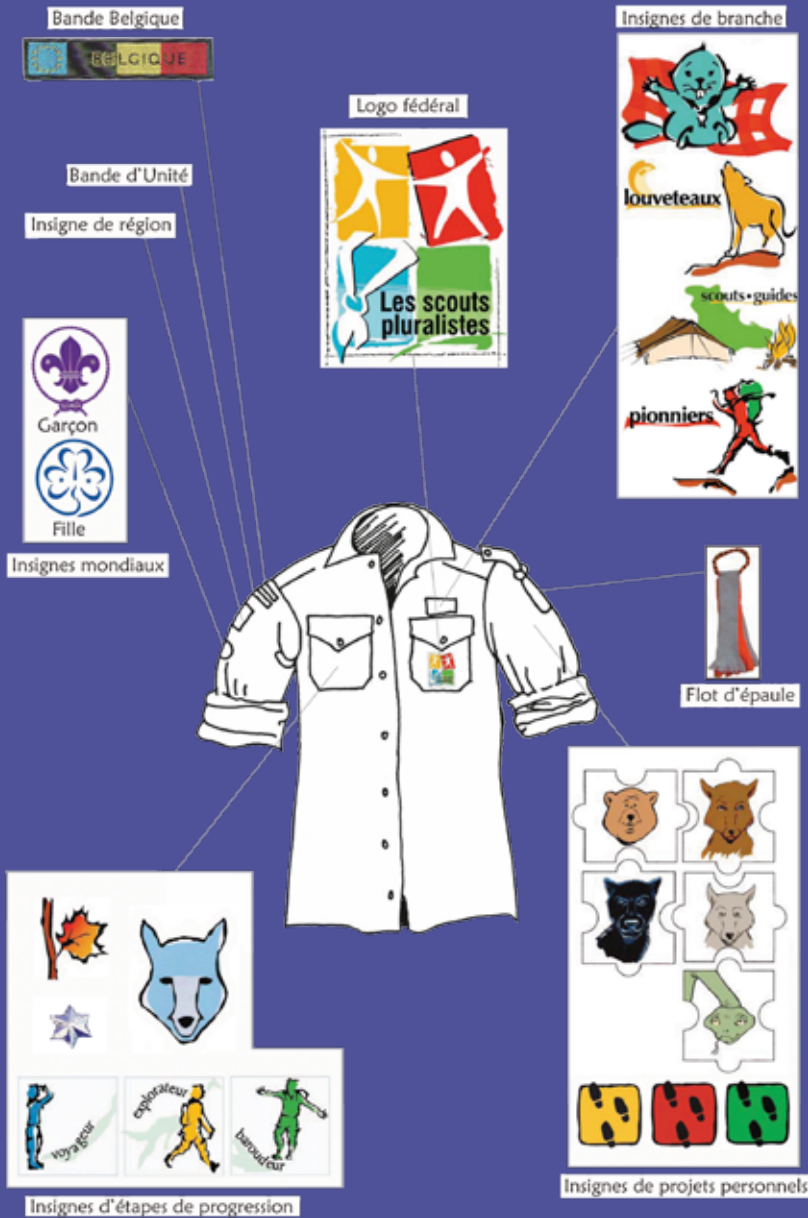 Bande Belgique
BELGIQUE
Bande d'Unité
Insigne de région
Garçon
Fille
Insignes mondiaux
Logo fédéral
Les scouts
pluralistes
Insignes de branche
louveteaux
scouts•guides
pionniers
Flot d'épaule
voyageur
explorateur
baroudeur
Insignes d'étapes de progression
Insignes de projets personnels